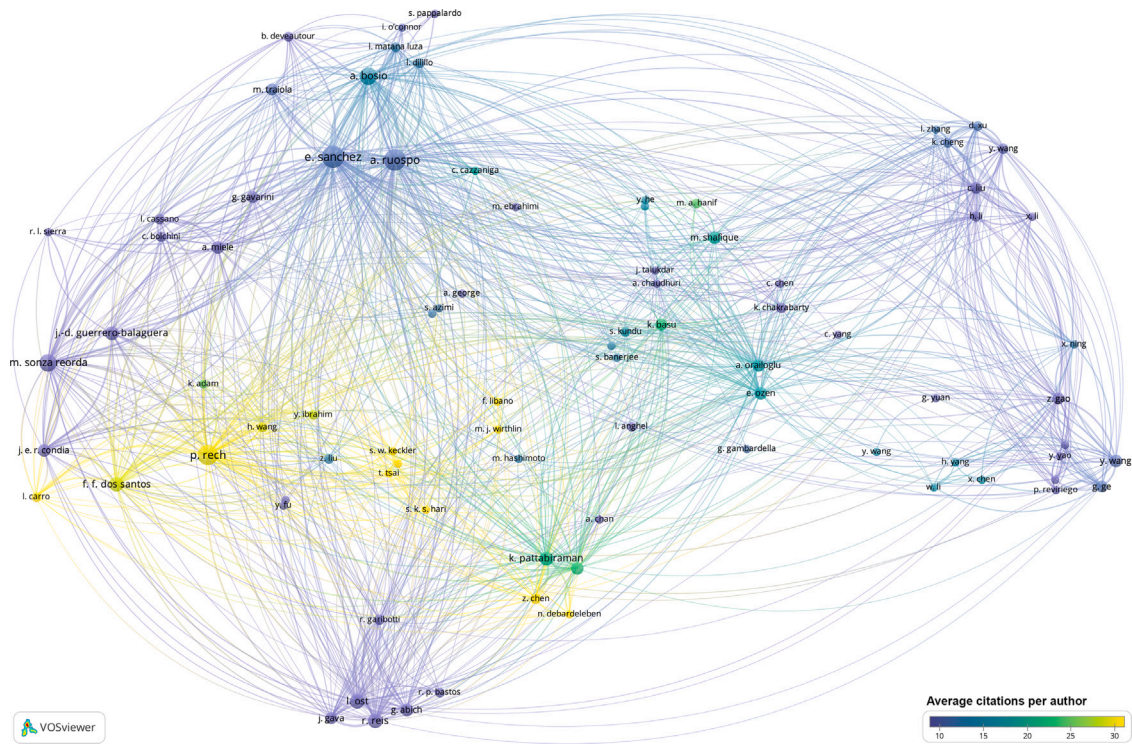 s. pappalardo
i. o'connor
b. deveautour
l. matana luza
l. dilillo
a. bosio
m. traiola
l. zhang
d. xu
k. cheng
y. wang
e. sanchez
a. ruospo
c. cazzaniga
c. liu
g. gavarini
y. he
m. a. hanif
m. ebrahimi
l. cassano
h. li
x. li
r. l. sierra
c. bolchini
a. miele
m. shafique
j. talukdar
a. chaudhuri
c. chen
a. george
s. azimi
k. chakrabarty
j.-d. guerrero-balaguera
s. kundu
k. basu
c. yang
x. ning
m. sonza reorda
s. banerjee
a. orailoglu
k. adam
e. ozen
f. libano
g. yuan
z. gao
y. ibrahim
h. wang
m. j. wirthlin
l. anghel
j. e. r. condia
p. rech
z. liu
s. w. keckler
m. hashimoto
g. gambardella
y. wang
y. yao
y. wang
h. yang
t. tsai
f. f. dos santos
x. chen
w. li
p. reviriego
g. ge
l. carro
y. fu
s. k. s. hari
a. chan
k. pattabiraman
z. chen
n. debardeleben
r. garibotti
r. p. bastos
l. ost
g. abich
j. gava
r. reis
VOSviewer
Average citations per author
10 15 20 25 30